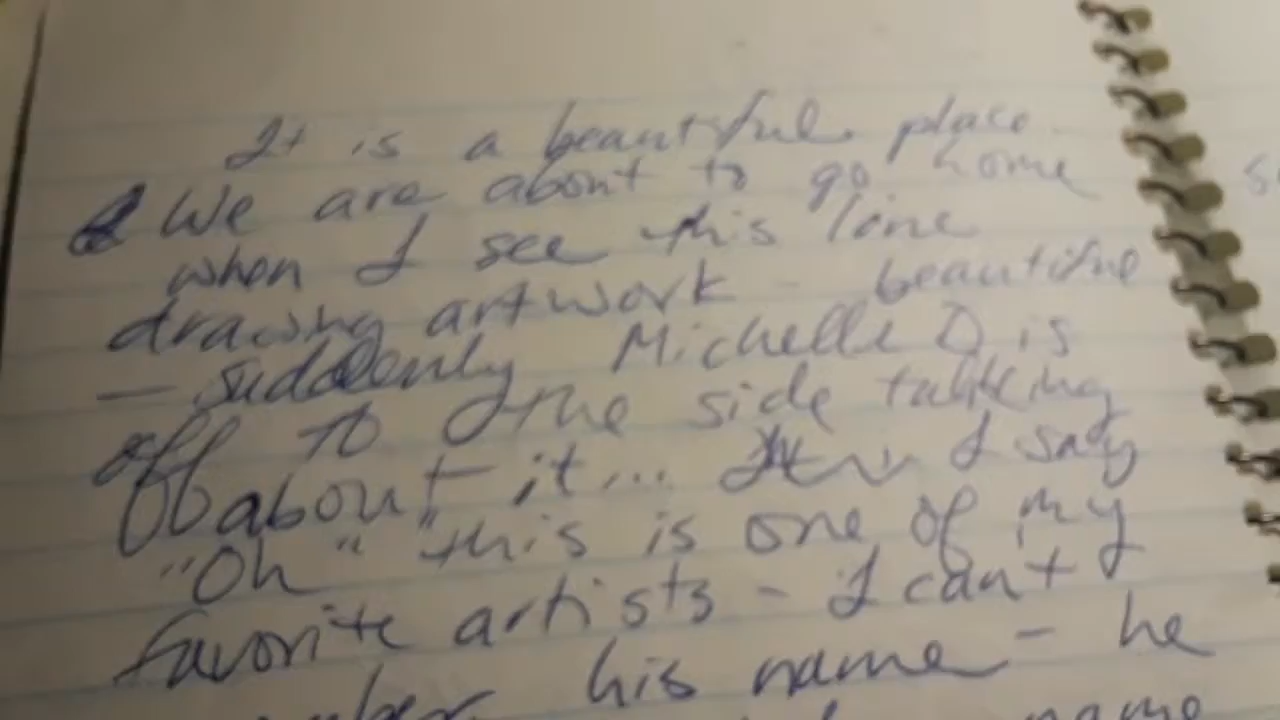 It is a beautiful place.
We are about to go home
when I see this line
drawing artwork - beautiful
— suddenly Michelle D is
off to the side talking
about it... I say
"Oh" "this is one of my
favorite artists - I can't
his name - he
name